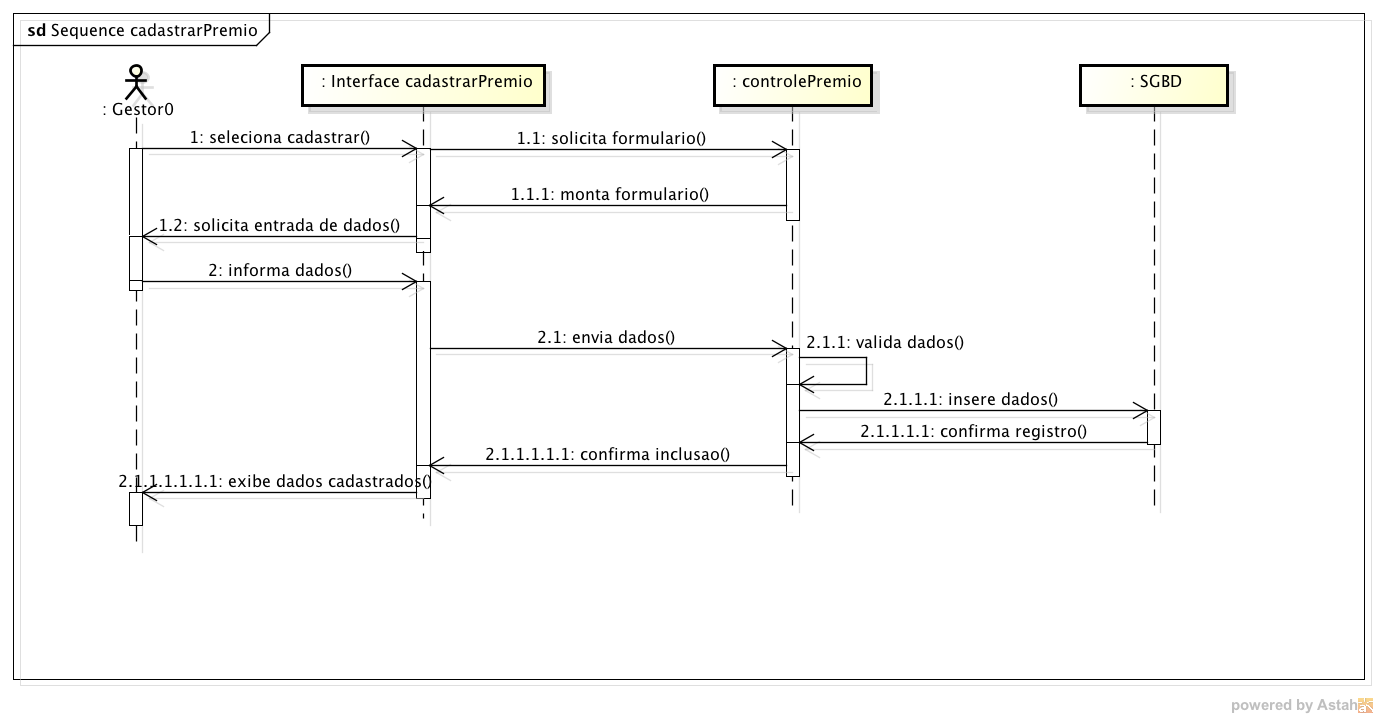 sd Sequence cadastrarPremio
: Gestor0
: Interface cadastrarPremio
: controlePremio
: SGBD
1: seleciona cadastrar()
1.1: solicita formulario()
1.1.1: monta formulario()
1.2: solicita entrada de dados()
2: informa dados()
2.1: envia dados()
2.1.1: valida dados()
2.1.1.1: insere dados()
2.1.1.1.1: confirma registro()
2.1.1.1.1.1: confirma inclusao()
2.1.1.1.1.1.1: exibe dados cadastrados()
powered by Astah